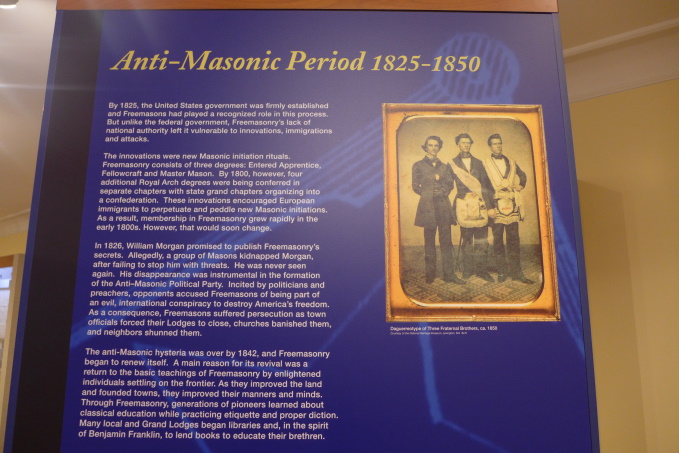 Anti-Masonic Period 1825-1850
By 1825, the United States government was firmly established
and Freemasons had played a recognized role in this process.
But unlike the federal government, Freemasonry's lack of
national authority left it vulnerable to innovations, immigrations
and attacks.
The innovations were new Masonic initiation rituals.
Freemasonry consists of three degrees: Entered Apprentice,
Fellowcraft and Master Mason. By 1800, however, four
additional Royal Arch degrees were being conferred in
separate chapters with state grand chapters organizing into
a confederation. These innovations encouraged European
immigrants to perpetuate and peddle new Masonic initiations.
As a result, membership in Freemasonry grew rapidly in the
early 1800s. However, that would soon change.
In 1826, William Morgan promised to publish Freemasonry's
secrets. Allegedly, a group of Masons kidnapped Morgan,
after failing to stop him with threats. He was never seen
again. His disappearance was instrumental in the formation
of the Anti-Masonic Political Party. Incited by politicians and
preachers, opponents accused Freemasons of being part of
an evil, international conspiracy to destroy America's freedom.
As a consequence, Freemasons suffered persecution as town
officials forced their Lodges to close, churches banished them,
and neighbors shunned them.
The anti-Masonic hysteria was over by 1842, and Freemasonry
began to renew itself. A main reason for its revival was a
return to the basic teachings of Freemasonry by enlightened
individuals settling on the frontier. As they improved the land
and founded towns, they improved their manners and minds.
Through Freemasonry, generations of pioneers learned about
classical education while practicing etiquette and proper diction.
Many local and Grand Lodges began libraries and, in the spirit
of Benjamin Franklin, to lend books to educate their brethren.
Daguerreotype of Three Fraternal Brothers, ca. 1850